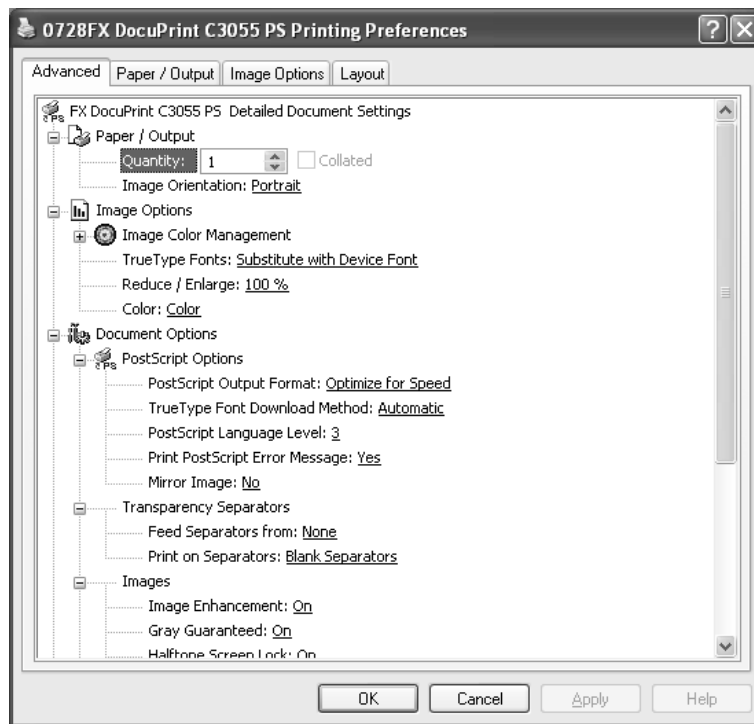 0728FX DocuPrint C3055 PS Printing Preferences
Advanced Paper / Output Image Options Layout
FX DocuPrint C3055 PS Detailed Document Settings
Paper / Output
Quantity: 1 Collated
Image Orientation: Portrait
Image Options
Image Color Management
TrueType Fonts: Substitute with Device Font
Reduce / Enlarge: 100 %
Color: Color
Document Options
PostScript Options
PostScript Output Format: Optimize for Speed
TrueType Font Download Method: Automatic
PostScript Language Level: 3
Print PostScript Error Message: Yes
Mirror Image: No
Transparency Separators
Feed Separators from: None
Print on Separators: Blank Separators
Images
Image Enhancement: On
Gray Guaranteed: On
Halftone Screen Lock: On
OK Cancel Apply Help